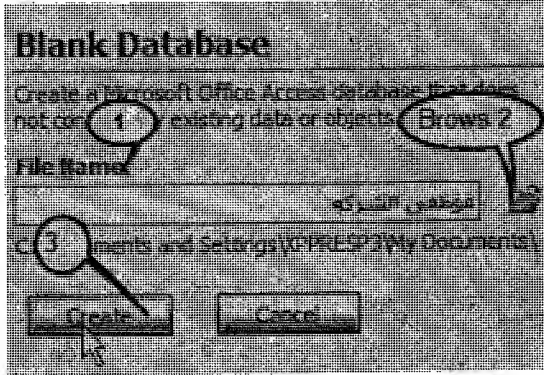 Blank Database
Create a Microsoft Office Access database that does
not con 1 y existing data or objects Brows 2
File Name
موظفى الشركه
C 3 ments and Settings\XPPRESP3\My Documents\
Create Cancel